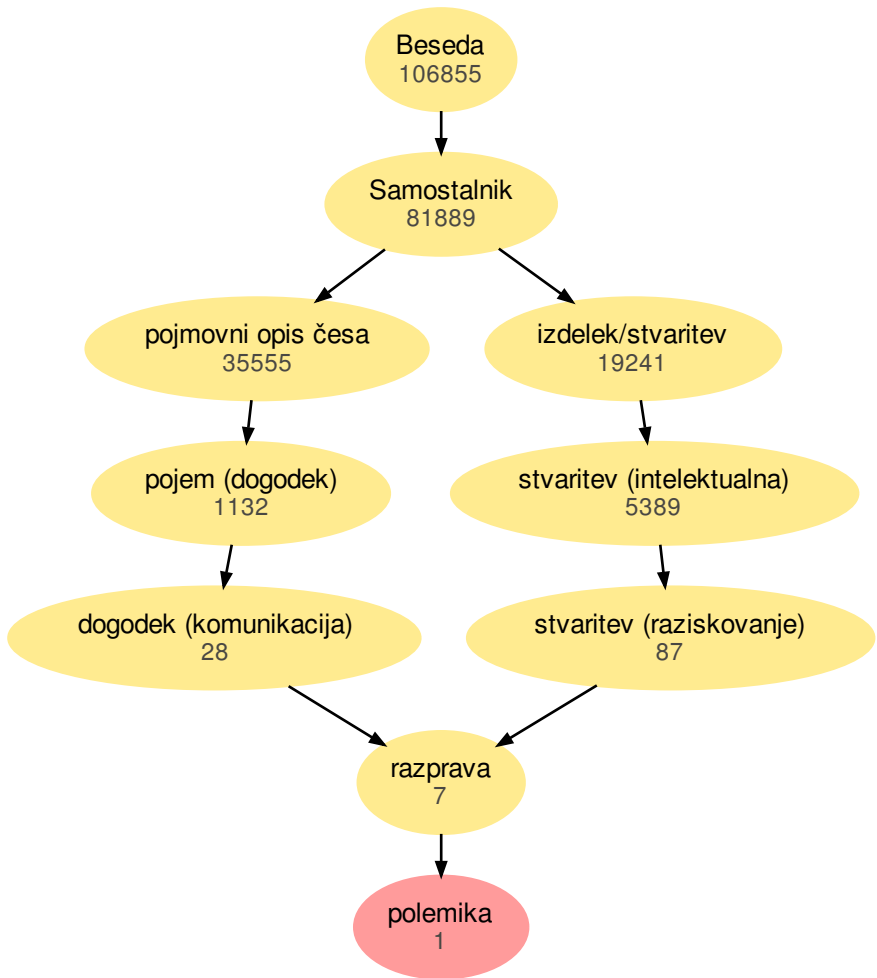 Beseda
106855
Samostalnik
81889
pojmovni opis česa
35555
izdelek/stvaritev
19241
pojem (dogodek)
1132
stvaritev (intelektualna)
5389
dogodek (komunikacija)
28
stvaritev (raziskovanje)
87
razprava
7
polemika
1